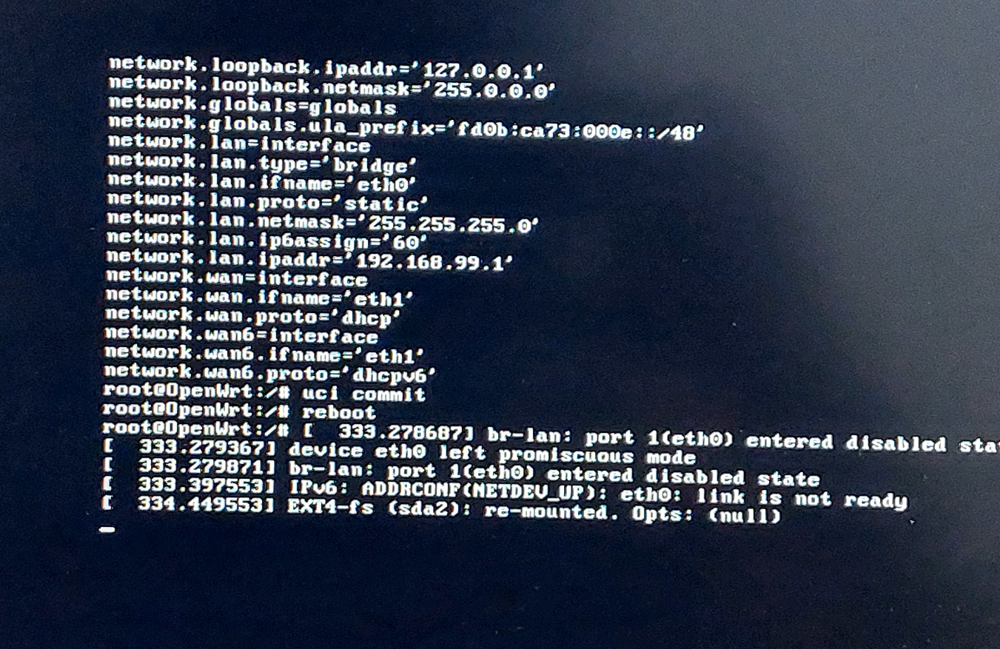 network.loopback.ipaddr='127.0.0.1'
network.loopback.netmask='255.0.0.0'
network.globals=globals
network.globals.ula_prefix='fd0b:ca73:000e::/48'
network.lan=interface
network.lan.type='bridge'
network.lan.ifname='eth0'
network.lan.proto='static'
network.lan.netmask='255.255.255.0'
network.lan.ip6assign='60'
network.lan.ipaddr='192.168.99.1'
network.wan=interface
network.wan.ifname='eth1'
network.wan.proto='dhcp'
network.wan6=interface
network.wan6.ifname='eth1'
network.wan6.proto='dhcpv6'
root@OpenWrt:/# uci commit
root@OpenWrt:/# reboot
root@OpenWrt:/# [  333.278687] br-lan: port 1(eth0) entered disabled sta
[  333.279367] device eth0 left promiscuous mode
[  333.279871] br-lan: port 1(eth0) entered disabled state
[  333.397553] IPv6: ADDRCONF(NETDEV_UP): eth0: link is not ready
[  334.449553] EXT4-fs (sda2): re-mounted. Opts: (null)